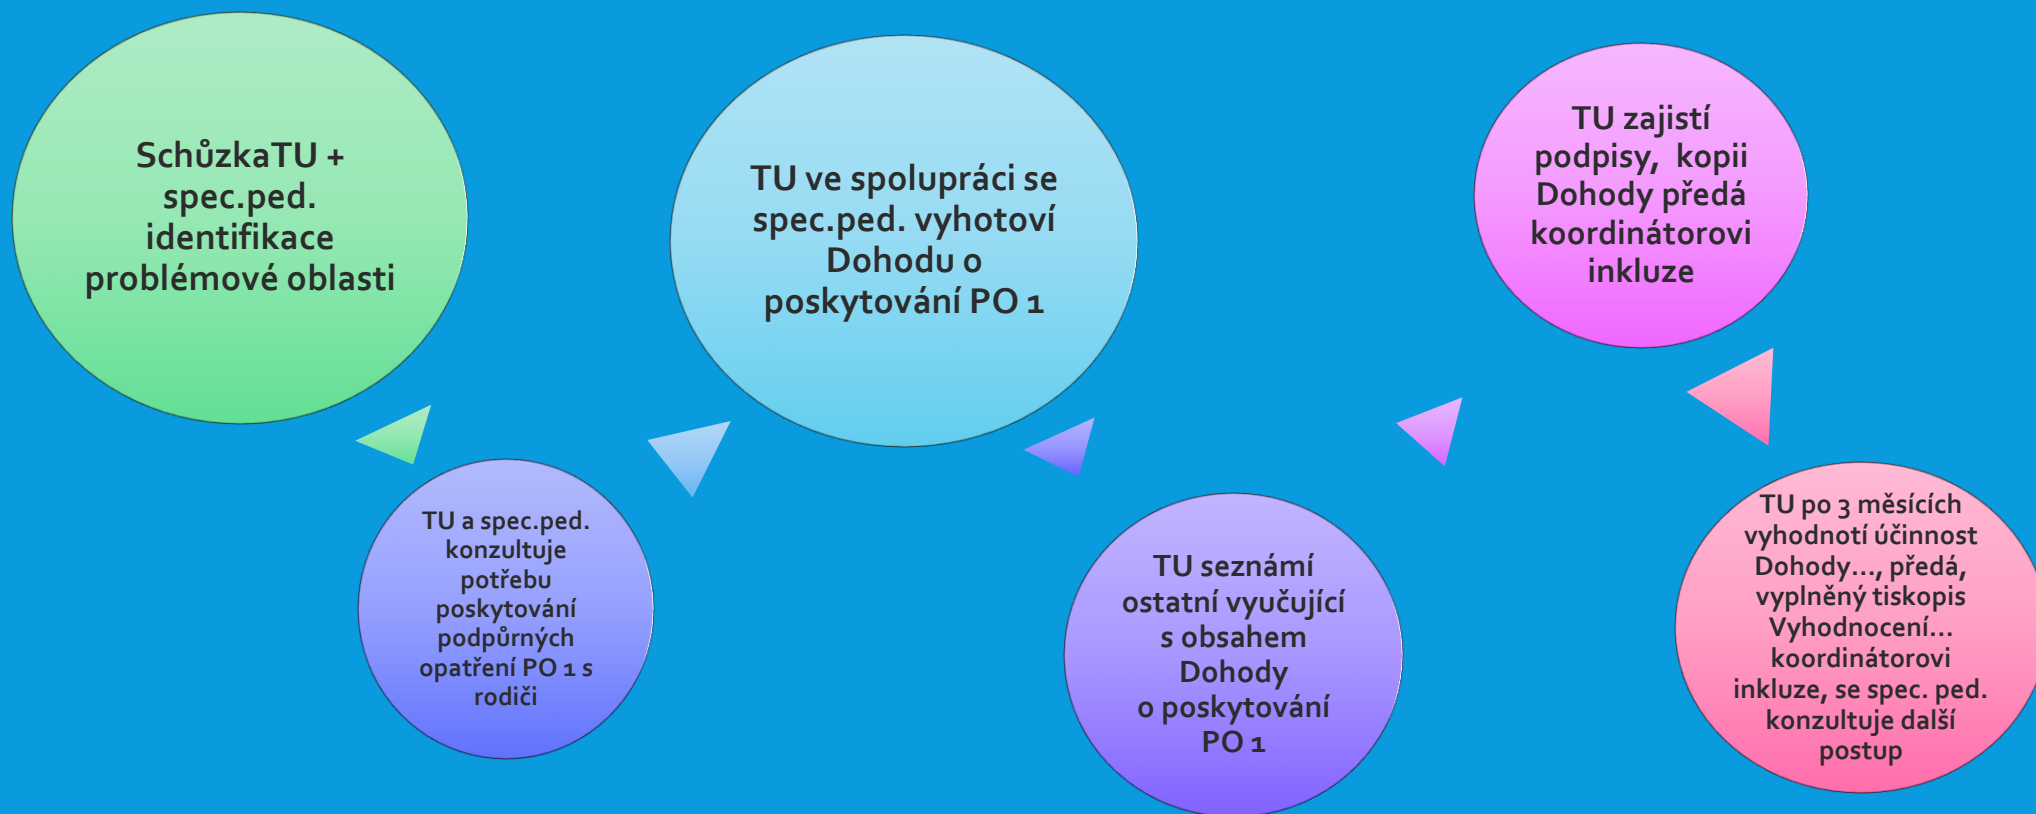 SchůzkaTU +
spec.ped.
identifikace
problémové oblasti
TU a spec.ped.
konzultuje
potřebu
poskytování
podpůrných
opatření PO 1 s
rodiči
TU ve spolupráci se
spec.ped. vyhotoví
Dohodu o
poskytování PO 1
TU seznámí
ostatní vyučující
s obsahem
Dohody
o poskytování
PO 1
TU zajistí
podpisy, kopii
Dohody předá
koordinátorovi
inkluze
TU po 3 měsících
vyhodnotí účinnost
Dohody..., předá,
vyplněný tiskopis
Vyhodnocení...
koordinátorovi
inkluze, se spec. ped.
konzultuje další
postup